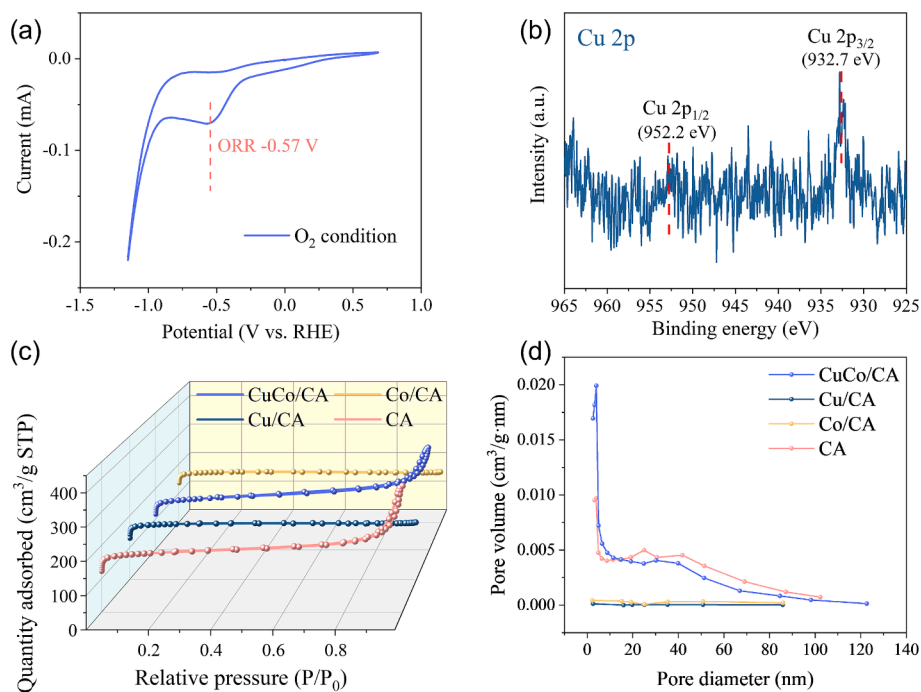 (a)
0.0
-0.1
-0.2
Current (mA)
ORR -0.57 V
O₂ condition
-1.5 -1.0 -0.5 0.0 0.5 1.0
Potential (V vs. RHE)
(b)
Cu 2p
Cu 2p₃/₂
(932.7 eV)
Cu 2p₁/₂
(952.2 eV)
Intensity (a.u.)
965 960 955 950 945 940 935 930 925
Binding energy (eV)
(c)
CuCo/CA Co/CA
Cu/CA CA
400
300
200
100
0
Quantity adsorbed (cm³/g STP)
0.2 0.4 0.6 0.8
Relative pressure (P/P₀)
(d)
CuCo/CA
Cu/CA
Co/CA
CA
0.020
0.015
0.010
0.005
0.000
Pore volume (cm³/g·nm)
0 20 40 60 80 100 120 140
Pore diameter (nm)